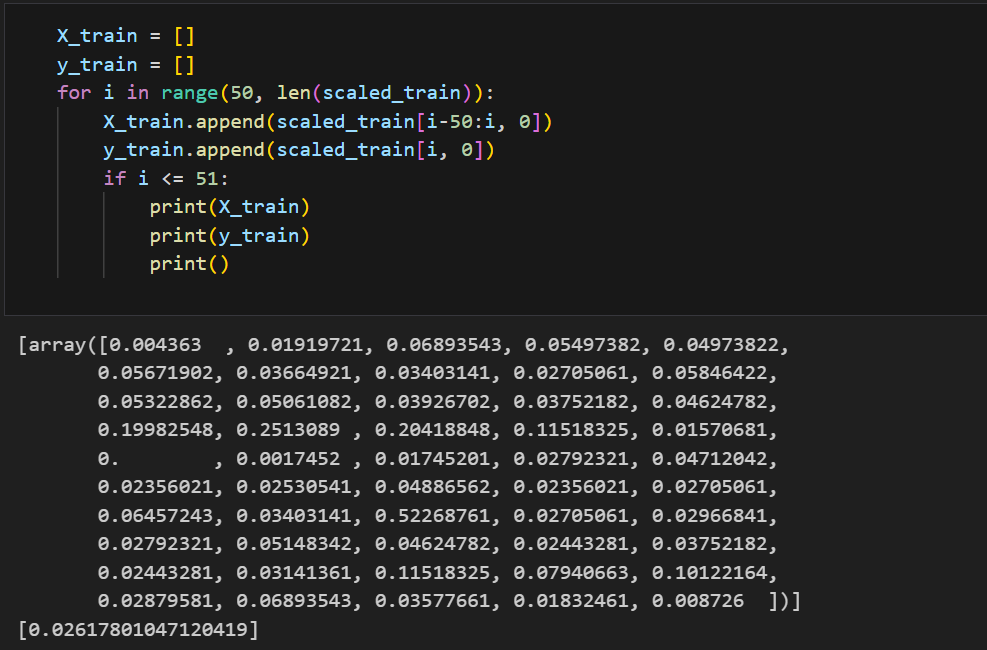 X_train = []
y_train = []
for i in range(50, len(scaled_train)):
    X_train.append(scaled_train[i-50:i, 0])
    y_train.append(scaled_train[i, 0])
    if i <= 51:
        print(X_train)
        print(y_train)
        print()
[array([0.004363  , 0.01919721, 0.06893543, 0.05497382, 0.04973822,
       0.05671902, 0.03664921, 0.03403141, 0.02705061, 0.05846422,
       0.05322862, 0.05061082, 0.03926702, 0.03752182, 0.04624782,
       0.19982548, 0.2513089 , 0.20418848, 0.11518325, 0.01570681,
       0.        , 0.0017452 , 0.01745201, 0.02792321, 0.04712042,
       0.02356021, 0.02530541, 0.04886562, 0.02356021, 0.02705061,
       0.06457243, 0.03403141, 0.52268761, 0.02705061, 0.02966841,
       0.02792321, 0.05148342, 0.04624782, 0.02443281, 0.03752182,
       0.02443281, 0.03141361, 0.11518325, 0.07940663, 0.10122164,
       0.02879581, 0.06893543, 0.03577661, 0.01832461, 0.008726  ])]
[0.02617801047120419]